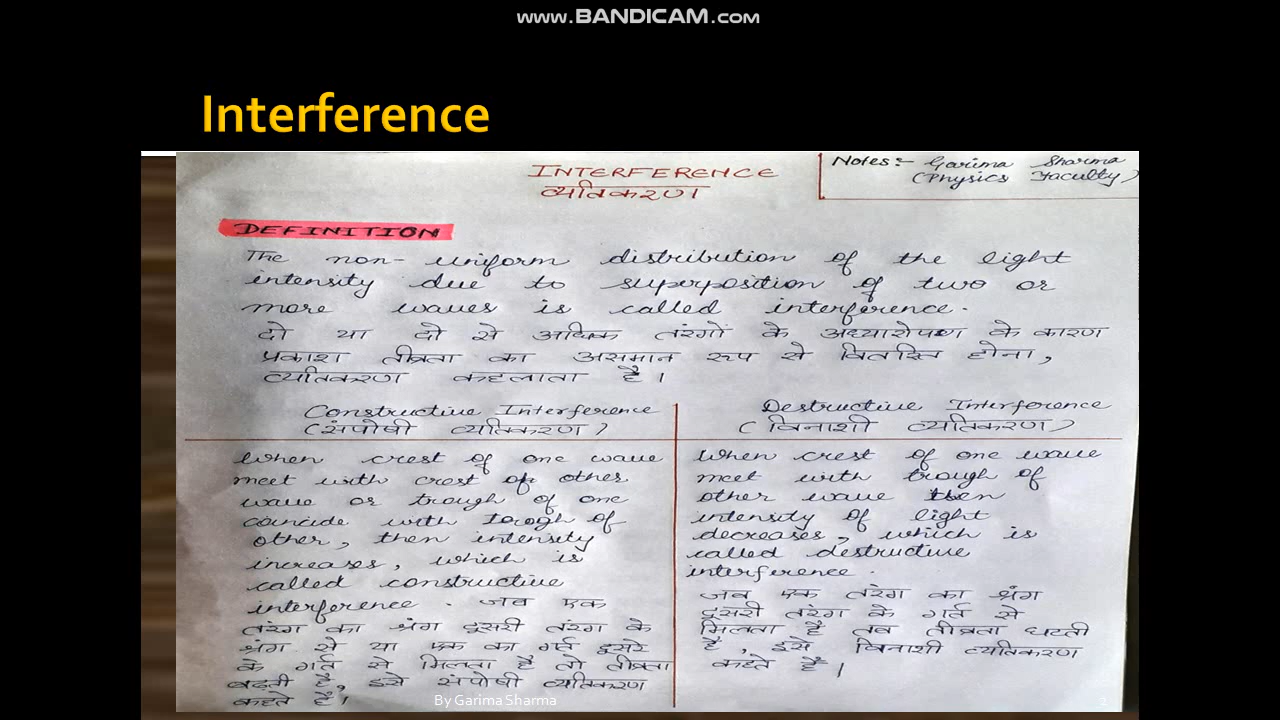 www.BANDICAM.com
Interference
INTERFERENCE
व्यतिकरण
Notes:- Garima Sharma
(Physics Faculty)
DEFINITION
The non-uniform distribution of the light
intensity due to superposition of two or
more waves is called interference.
दो या दो से अधिक तरंगों के अध्यारोपण के कारण
प्रकाश तीव्रता का असमान रूप से वितरित होना,
व्यतिकरण कहलाता है।
Constructive Interference
(संपोषी व्यतिकरण)
When crest of one wave
meet with crest of other
wave or trough of one
coincide with trough of
other, then intensity
increases, which is
called constructive
interference. जब एक
तरंग का श्रंग दूसरी तरंग के
श्रंग से या एक का गर्त दूसरे
के गर्त से मिलता है तो तीव्रता
बढ़ती है, इसे संपोषी व्यतिकरण
कहते हैं।
Destructive Interference
(विनाशी व्यतिकरण)
When crest of one wave
meet with trough of
other wave then
intensity of light
decreases, which is
called destructive
interference.
जब एक तरंग का श्रंग
दूसरी तरंग के गर्त से
मिलता है तब तीव्रता घटती
है, इसे विनाशी व्यतिकरण
कहते हैं।
By Garima Sharma
2